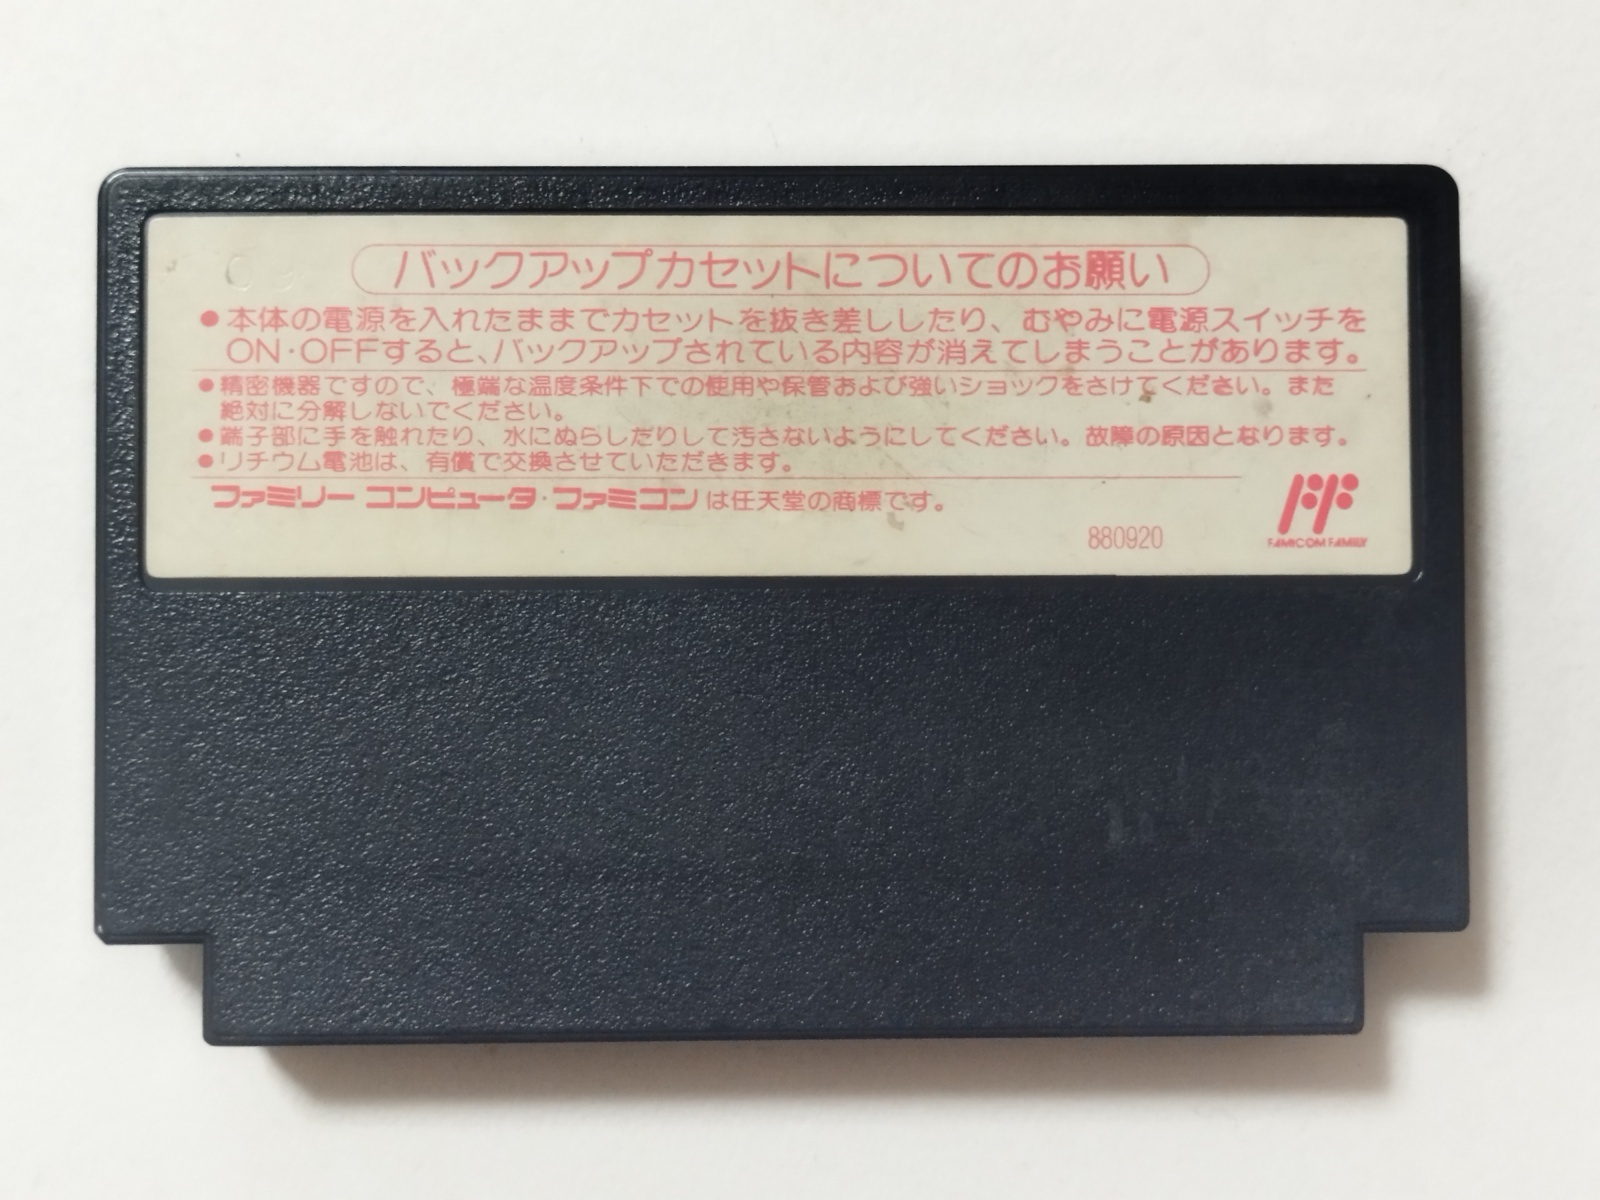 バックアップカセットについてのお願い
●本体の電源を入れたままでカセットを抜き差ししたり、むやみに電源スイッチを
ON・OFFすると、バックアップされている内容が消えてしまうことがあります。
●精密機器ですので、極端な温度条件下での使用や保管および強いショックをさけてください。また
絶対に分解しないでください。
●端子部に手を触れたり、水にぬらしたりして汚さないようにしてください。故障の原因となります。
●リチウム電池は、有償で交換させていただきます。
ファミリー コンピュータ・ファミコンは任天堂の商標です。
880920
FAMICOM FAMILY